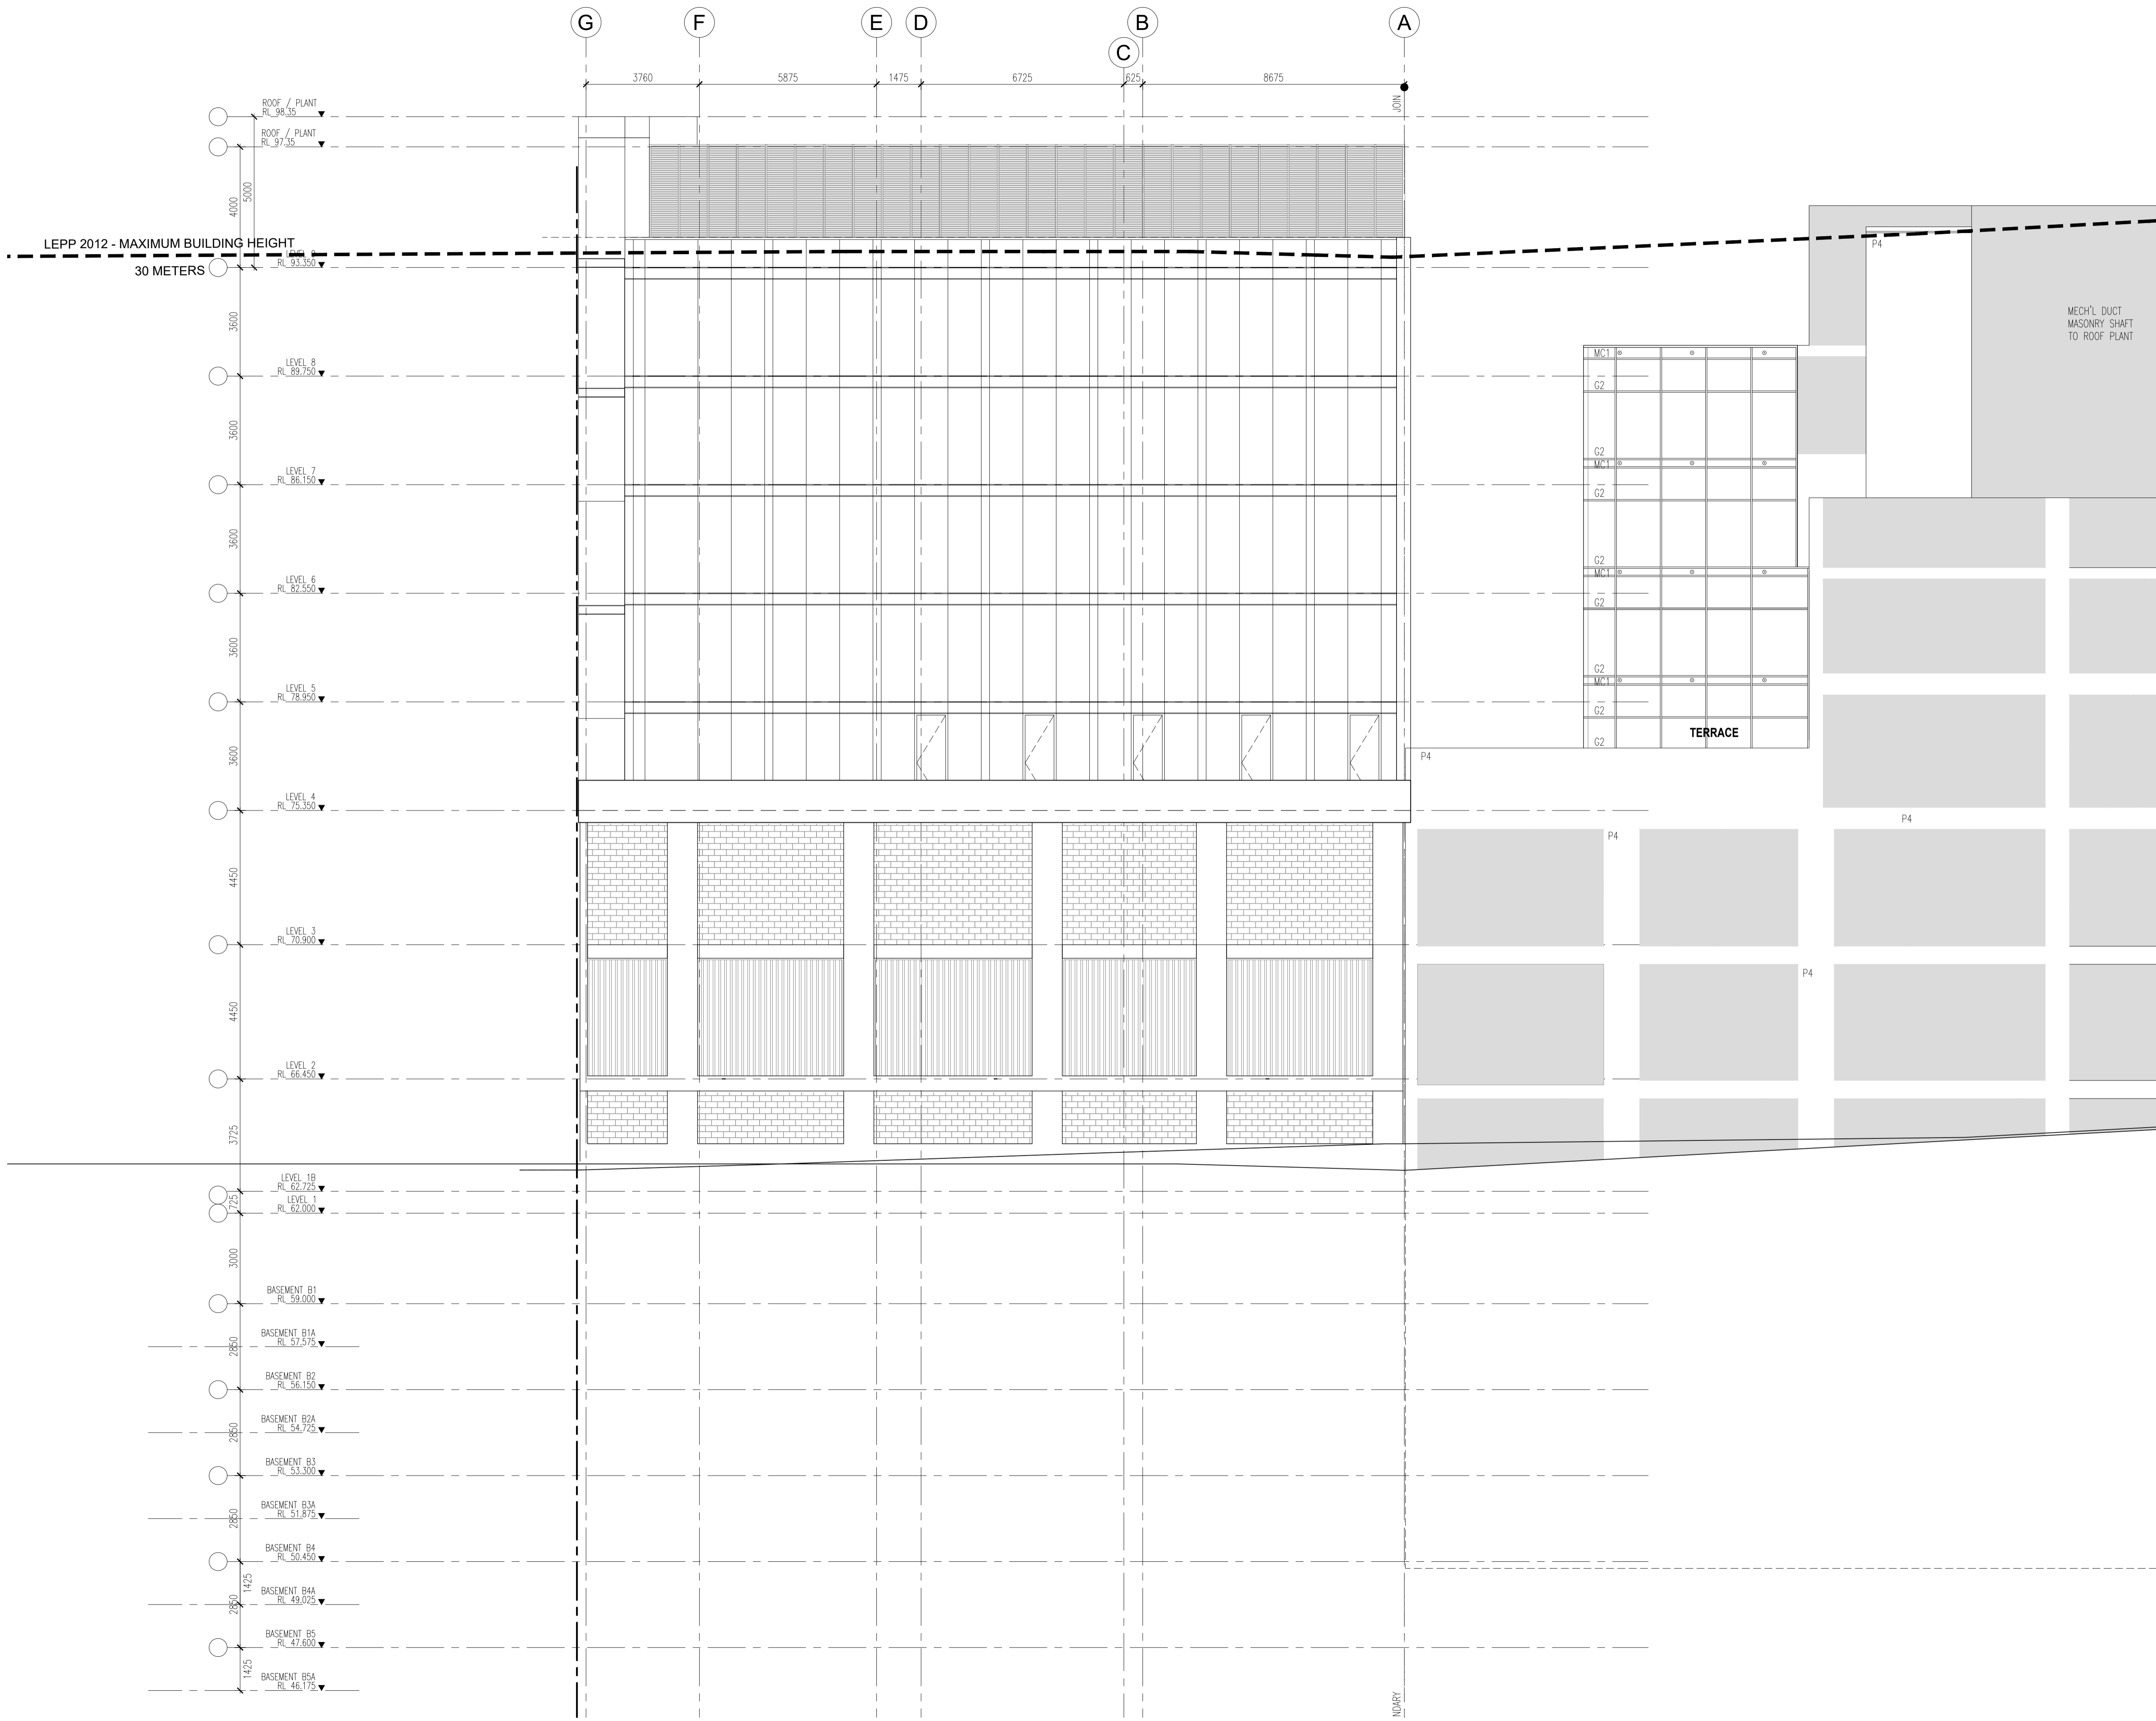 G
F
E
D
C
B
A
3760
5875
1475
6725
625
8675
JOIN
ROOF / PLANT
RL 98.35
ROOF / PLANT
RL 97.35
4000
5000
LEPP 2012 - MAXIMUM BUILDING HEIGHT
30 METERS
RL 93.350
3600
LEVEL 8
RL 89.750
3600
LEVEL 7
RL 86.150
3600
LEVEL 6
RL 82.550
3600
LEVEL 5
RL 78.950
3600
LEVEL 4
RL 75.350
4450
LEVEL 3
RL 70.900
4450
LEVEL 2
RL 66.450
3725
LEVEL 1B
RL 62.725
725
LEVEL 1
RL 62.000
3000
BASEMENT B1
RL 59.000
BASEMENT B1A
RL 57.575
2850
BASEMENT B2
RL 56.150
BASEMENT B2A
RL 54.725
2850
BASEMENT B3
RL 53.300
BASEMENT B3A
RL 51.875
2850
BASEMENT B4
RL 50.450
1425
BASEMENT B4A
RL 49.025
2850
BASEMENT B5
RL 47.600
1425
BASEMENT B5A
RL 46.175
P4
MECH'L DUCT
MASONRY SHAFT
TO ROOF PLANT
MC1
G2
G2
MC1
G2
G2
MC1
G2
G2
MC1
G2
TERRACE
G2
P4
P4
P4
P4
NDARY